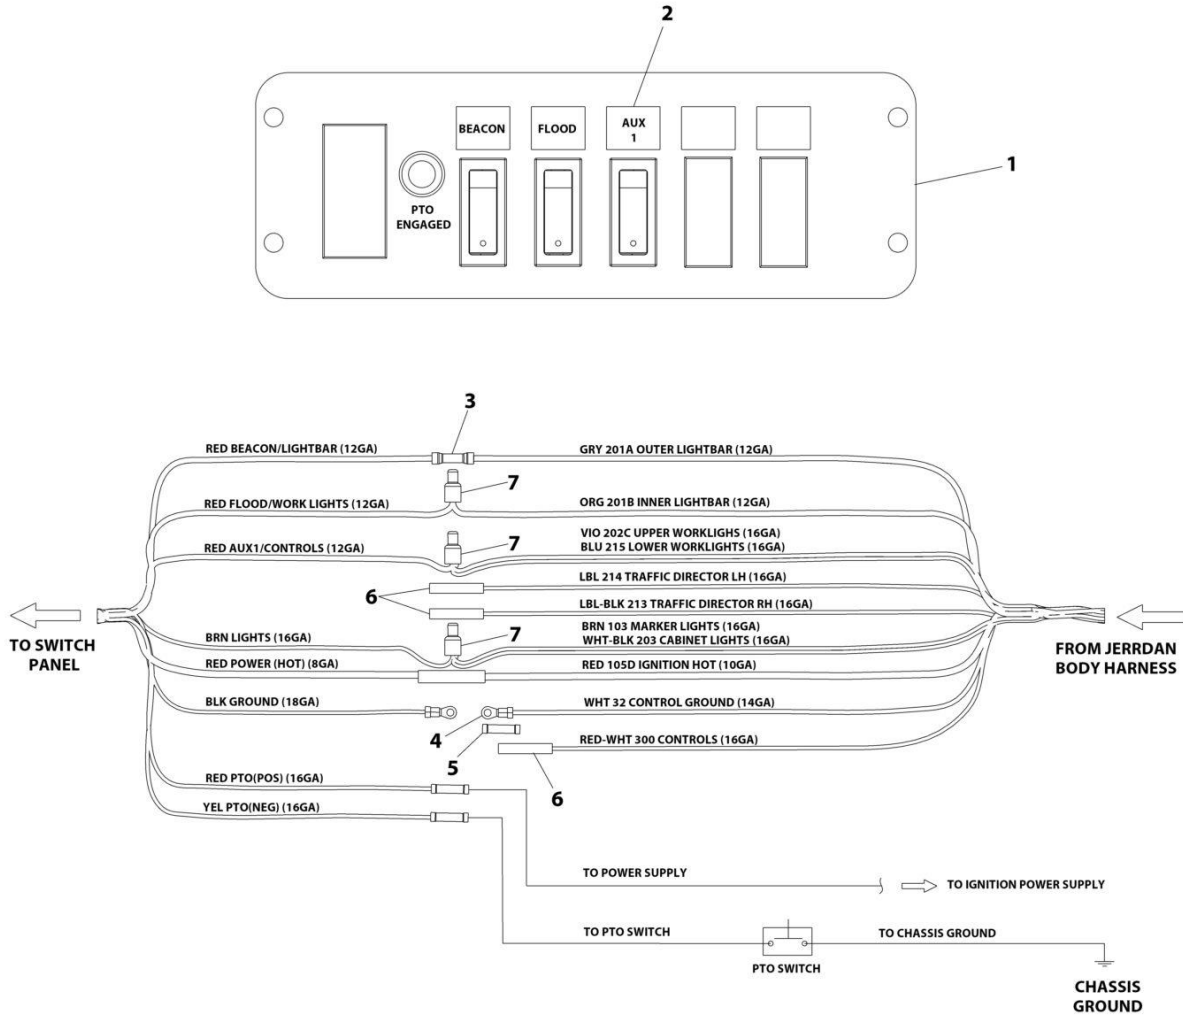 2
BEACON
FLOOD
AUX
1
1
PTO
ENGAGED
3
RED BEACON/LIGHTBAR (12GA)
GRY 201A OUTER LIGHTBAR (12GA)
7
RED FLOOD/WORK LIGHTS (12GA)
ORG 201B INNER LIGHTBAR (12GA)
VIO 202C UPPER WORKLIGHS (16GA)
7
RED AUX1/CONTROLS (12GA)
BLU 215 LOWER WORKLIGHTS (16GA)
LBL 214 TRAFFIC DIRECTOR LH (16GA)
6
LBL-BLK 213 TRAFFIC DIRECTOR RH (16GA)
BRN 103 MARKER LIGHTS (16GA)
7
BRN LIGHTS (16GA)
WHT-BLK 203 CABINET LIGHTS (16GA)
TO SWITCH
PANEL
FROM JERRDAN
BODY HARNESS
RED POWER (HOT) (8GA)
RED 105D IGNITION HOT (10GA)
BLK GROUND (18GA)
WHT 32 CONTROL GROUND (14GA)
4
RED-WHT 300 CONTROLS (16GA)
5
6
RED PTO(POS) (16GA)
YEL PTO(NEG) (16GA)
TO POWER SUPPLY
TO IGNITION POWER SUPPLY
TO PTO SWITCH
TO CHASSIS GROUND
PTO SWITCH
CHASSIS
GROUND